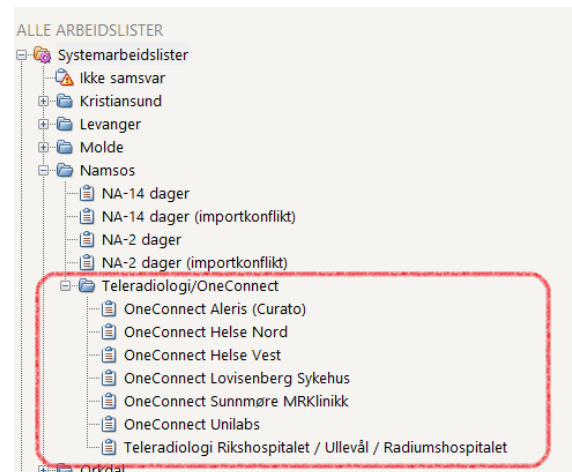 ALLE ARBEIDSLISTER
Systemarbeidslister
Ikke samsvar
Kristiansund
Levanger
Molde
Namsos
NA-14 dager
NA-14 dager (importkonflikt)
NA-2 dager
NA-2 dager (importkonflikt)
Teleradiologi/OneConnect
OneConnect Aleris (Curato)
OneConnect Helse Nord
OneConnect Helse Vest
OneConnect Lovisenberg Sykehus
OneConnect Sunnmøre MRKlinikk
OneConnect Unilabs
Teleradiologi Rikshospitalet / Ullevål / Radiumshospitalet
Orkdal